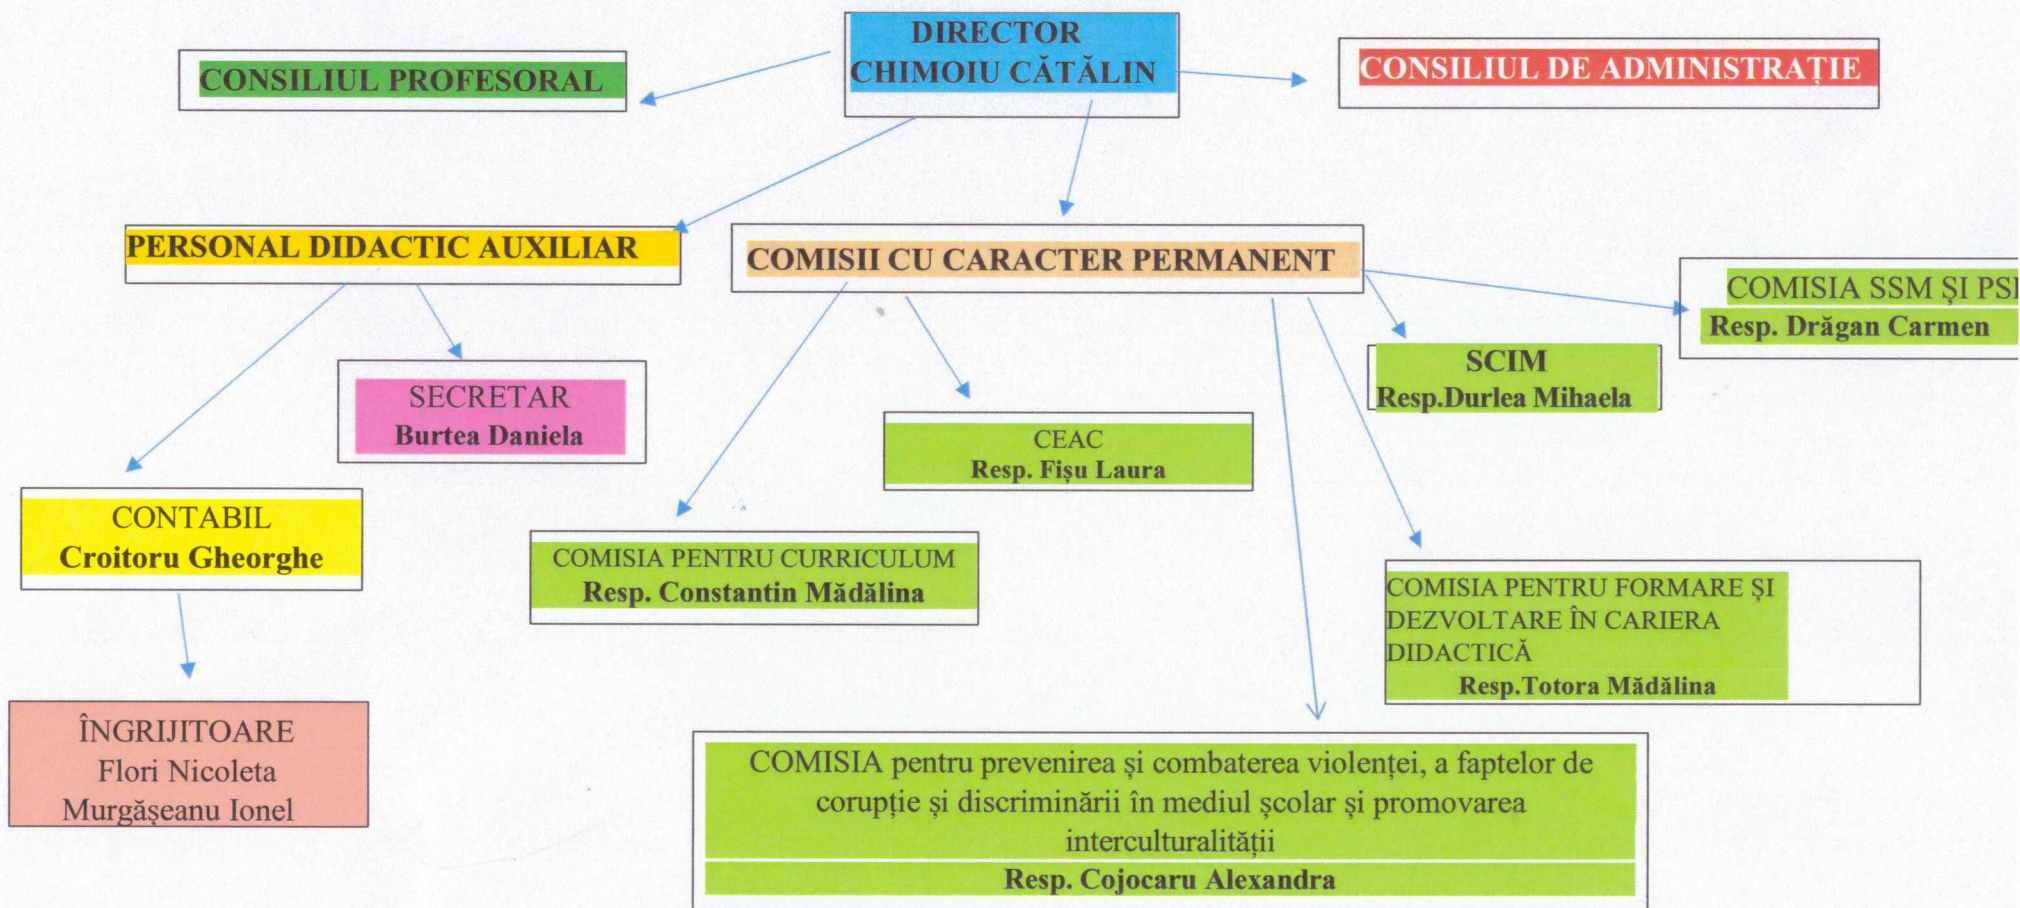 DIRECTOR
CHIMOIU CĂTĂLIN
CONSILIUL PROFESORAL
CONSILIUL DE ADMINISTRAȚIE
PERSONAL DIDACTIC AUXILIAR
COMISII CU CARACTER PERMANENT
COMISIA SSM ȘI PSI
Resp. Drăgan Carmen
SCIM
Resp.Durlea Mihaela
SECRETAR
Burtea Daniela
CEAC
Resp. Fișu Laura
CONTABIL
Croitoru Gheorghe
COMISIA PENTRU CURRICULUM
Resp. Constantin Mădălina
COMISIA PENTRU FORMARE ȘI
DEZVOLTARE ÎN CARIERA
DIDACTICĂ
Resp.Totora Mădălina
ÎNGRIJITOARE
Flori Nicoleta
Murgășeanu Ionel
COMISIA pentru prevenirea și combaterea violenței, a faptelor de
corupție și discriminării în mediul școlar și promovarea
interculturalității
Resp. Cojocaru Alexandra